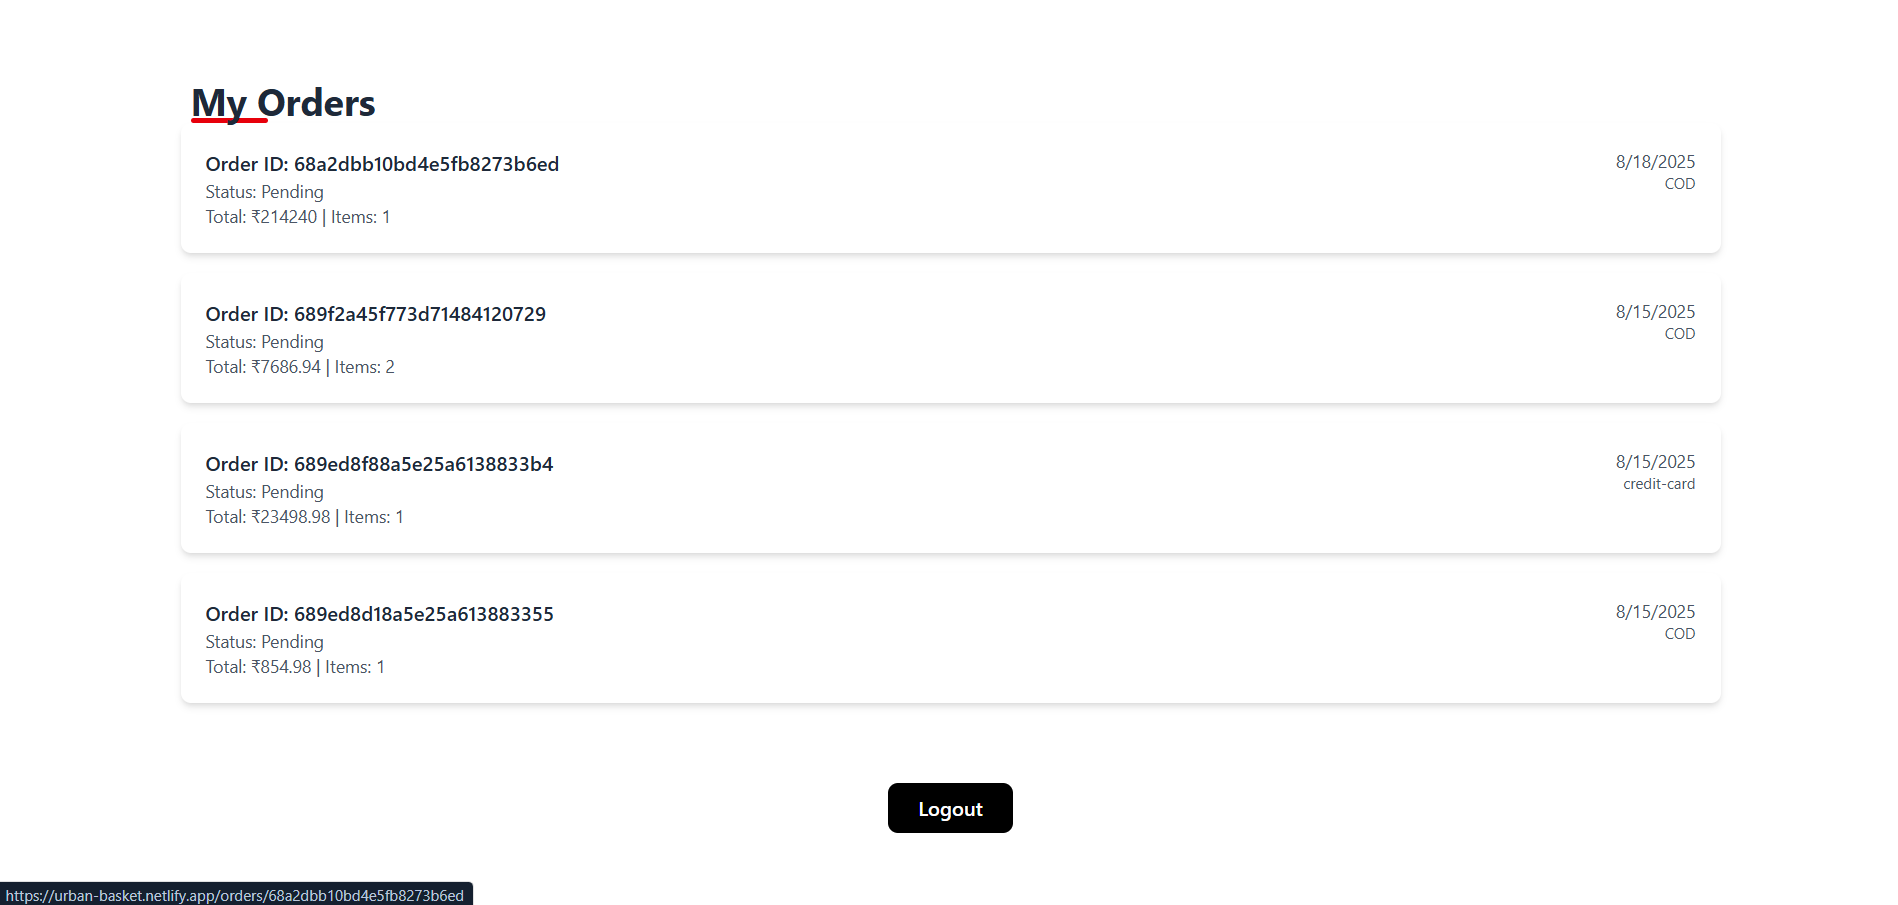 My Orders
Order ID: 68a2dbb10bd4e5fb8273b6ed
8/18/2025
Status: Pending
COD
Total: ₹214240 | Items: 1
Order ID: 689f2a45f773d71484120729
8/15/2025
Status: Pending
COD
Total: ₹7686.94 | Items: 2
Order ID: 689ed8f88a5e25a6138833b4
8/15/2025
Status: Pending
credit-card
Total: ₹23498.98 | Items: 1
Order ID: 689ed8d18a5e25a613883355
8/15/2025
Status: Pending
COD
Total: ₹854.98 | Items: 1
Logout
https://urban-basket.netlify.app/orders/68a2dbb10bd4e5fb8273b6ed